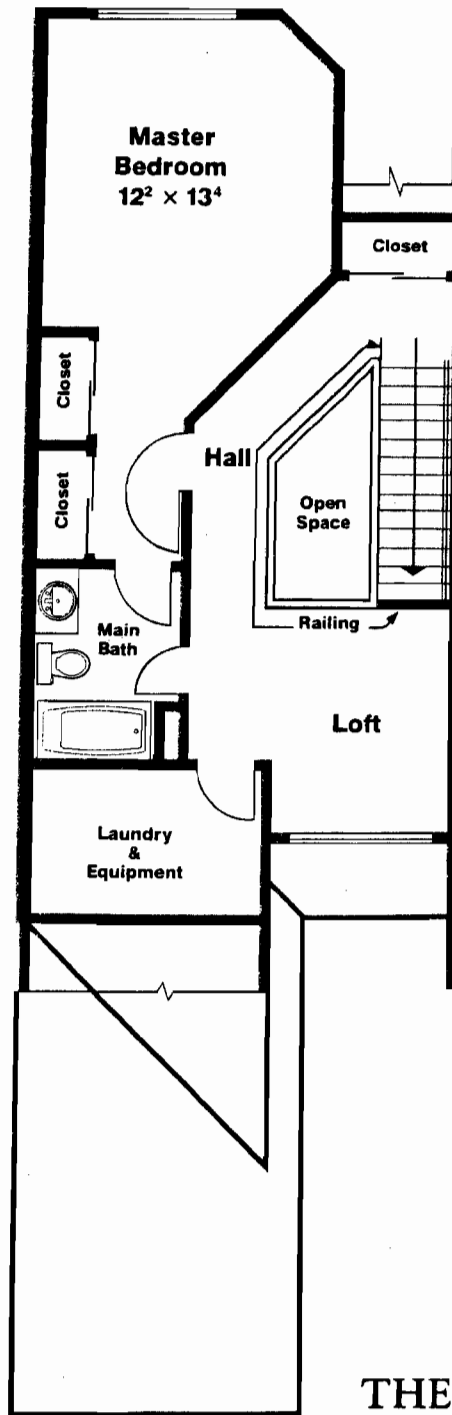 Master
Bedroom
12² × 13⁴
Closet
Closet
Closet
Hall
Open
Space
Main
Bath
Railing
Loft
Laundry
&
Equipment
THE